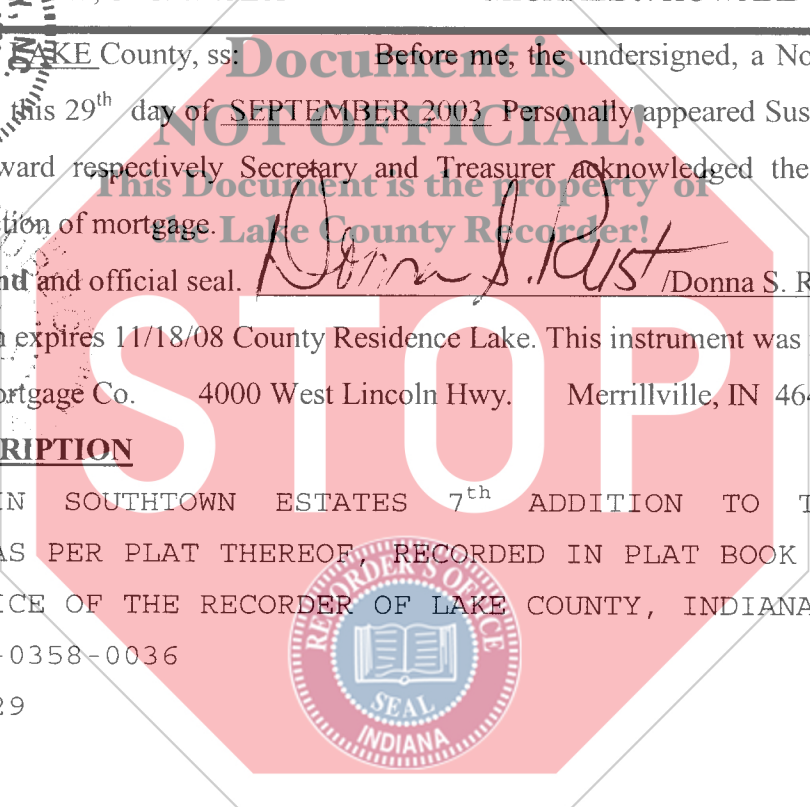 LAKE County, ss: Before me, the undersigned, a No
this 29th day of SEPTEMBER 2003 Personally appeared Sus
ward respectively Secretary and Treasurer acknowledged the
tion of mortgage.
nd and official seal. Donna S. Rust /Donna S. R
expires 11/18/08 County Residence Lake. This instrument was
ortgage Co. 4000 West Lincoln Hwy. Merrillville, IN 464
RIPTION
IN SOUTHTOWN ESTATES 7th ADDITION TO T
AS PER PLAT THEREOF, RECORDED IN PLAT BOOK
ICE OF THE RECORDER OF LAKE COUNTY, INDIANA
-0358-0036
29
Document is
NOT OFFICIAL!
This Document is the property of
the Lake County Recorder!
STOP
RECORDER'S OFFICE
SEAL
INDIANA